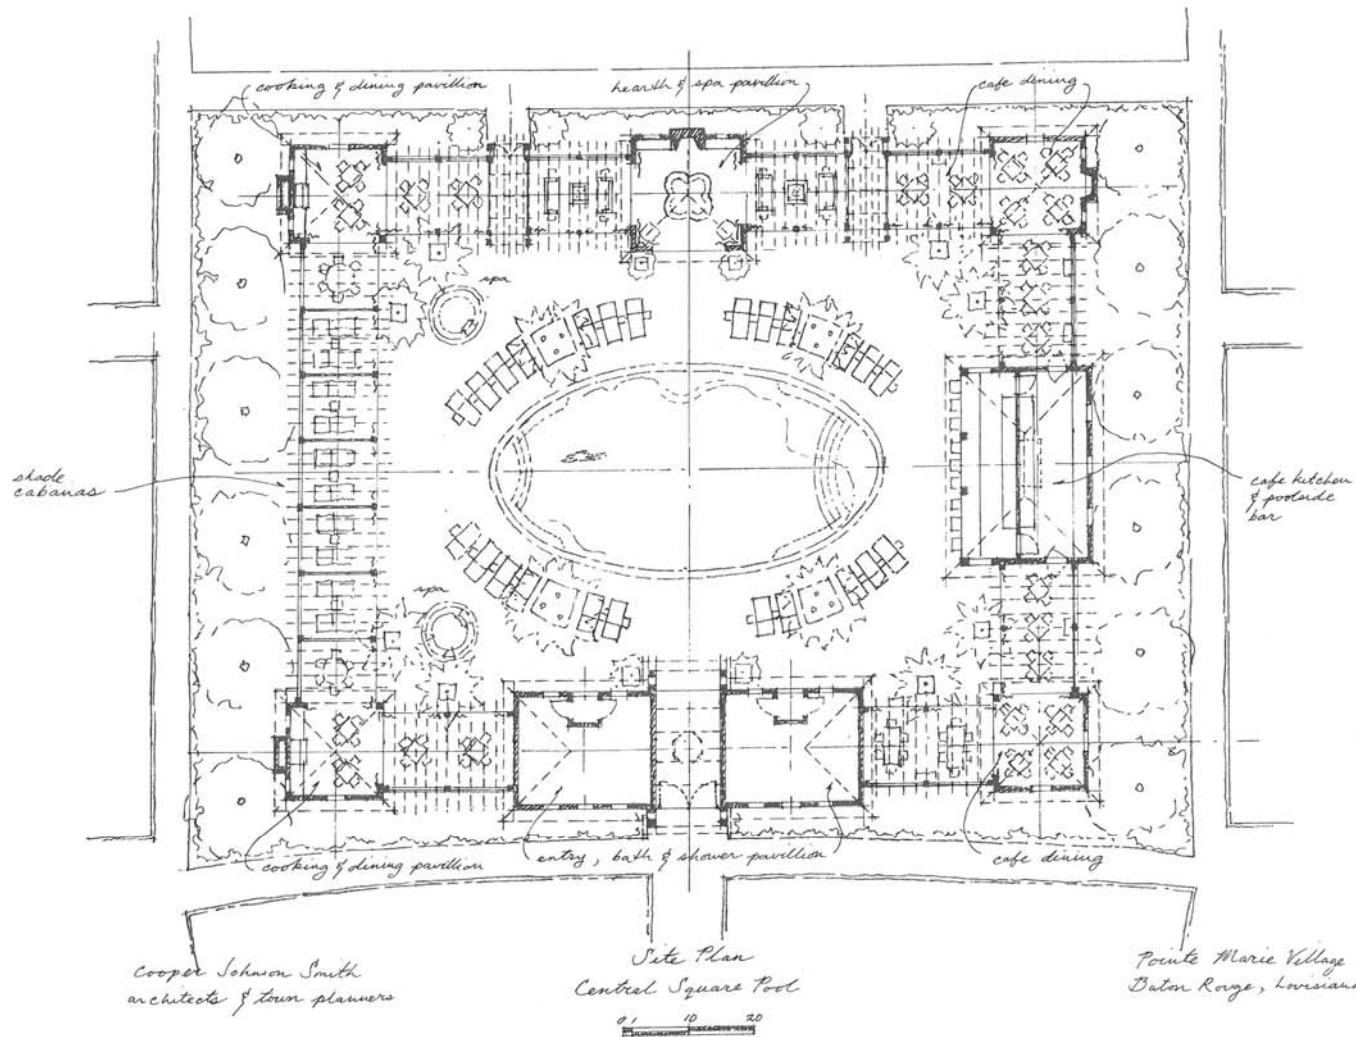 cooking & dining pavillion
hearth & spa pavillion
cafe dining
spa
shade
cabanas
cafe kitchen
& poolside
bar
spa
cooking & dining pavillion
entry, bath & shower pavillion
cafe dining
Cooper Johnson Smith
architects & town planners
Site Plan
Central Square Pool
Pointe Marie Village
Baton Rouge, Louisiana
0 1 10 20